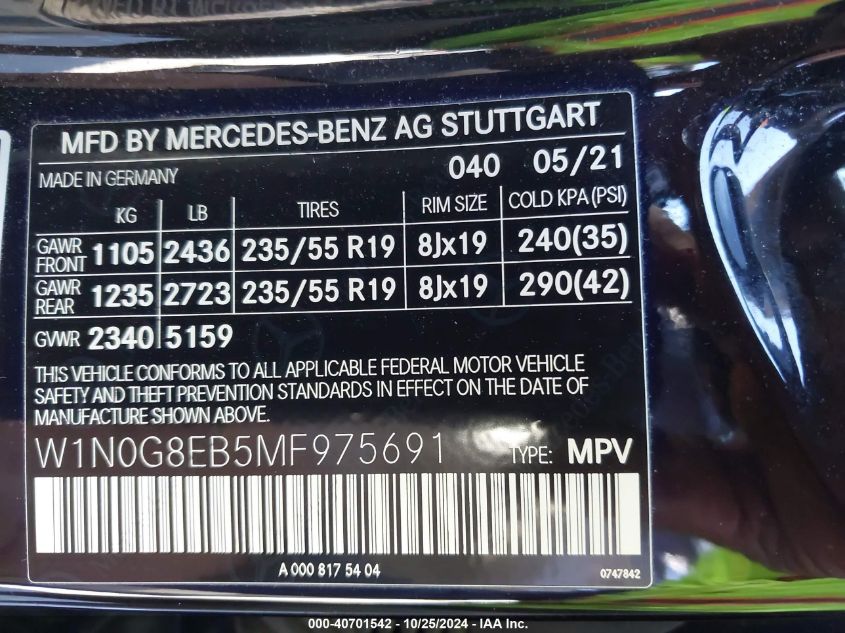 MFD BY MERCEDES-BENZ AG STUTTGART
MADE IN GERMANY 040 05/21
KG LB TIRES RIM SIZE COLD KPA (PSI)
GAWR FRONT 1105 2436 235/55 R19 8Jx19 240(35)
GAWR REAR 1235 2723 235/55 R19 8Jx19 290(42)
GVWR 2340 5159
THIS VEHICLE CONFORMS TO ALL APPLICABLE FEDERAL MOTOR VEHICLE
SAFETY AND THEFT PREVENTION STANDARDS IN EFFECT ON THE DATE OF
MANUFACTURE SHOWN ABOVE.
W1N0G8EB5MF975691 TYPE: MPV
A 000 817 54 04 0747842
000-40701542 / 10/25/2024 - IAA Inc.